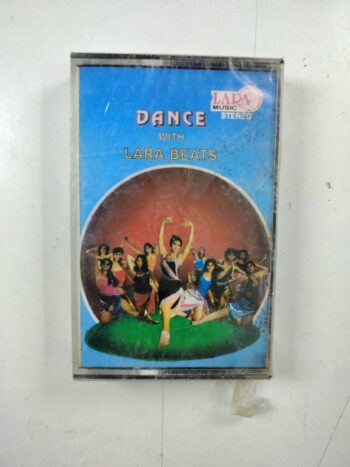 LARA
MUSIC
STEREO
DANCE
WITH
LARA BEATS